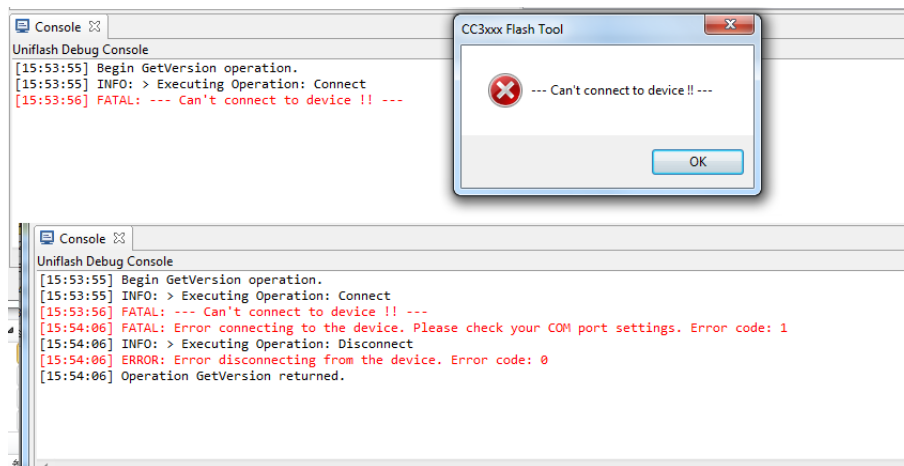 Console
Uniflash Debug Console
[15:53:55] Begin GetVersion operation.
[15:53:55] INFO: > Executing Operation: Connect
[15:53:56] FATAL: --- Can't connect to device !! ---
CC3xxx Flash Tool
--- Can't connect to device !! ---
OK
Console
Uniflash Debug Console
[15:53:55] Begin GetVersion operation.
[15:53:55] INFO: > Executing Operation: Connect
[15:53:56] FATAL: --- Can't connect to device !! ---
[15:54:06] FATAL: Error connecting to the device. Please check your COM port settings. Error code: 1
[15:54:06] INFO: > Executing Operation: Disconnect
[15:54:06] ERROR: Error disconnecting from the device. Error code: 0
[15:54:06] Operation GetVersion returned.